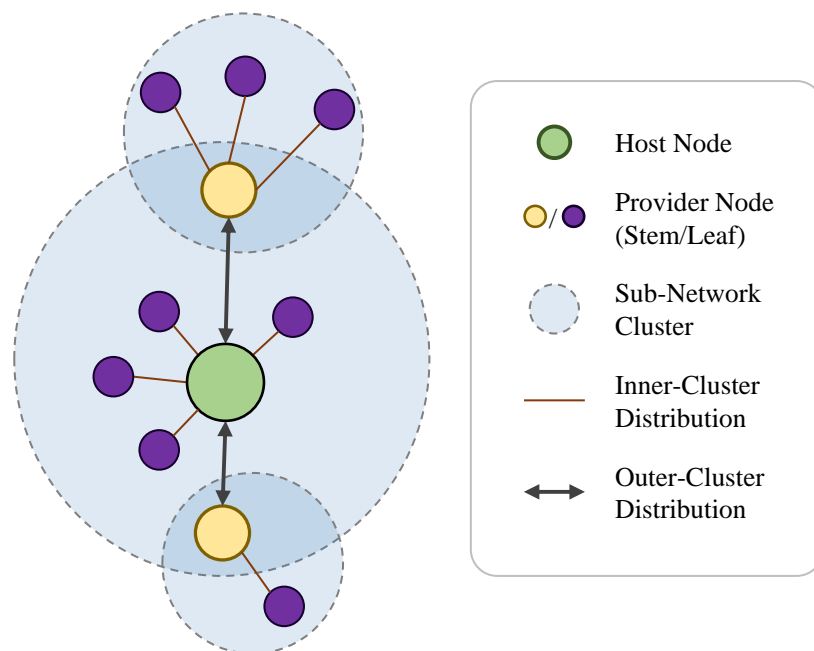 Host Node
/
Provider Node
(Stem/Leaf)
Sub-Network
Cluster
Inner-Cluster
Distribution
Outer-Cluster
Distribution